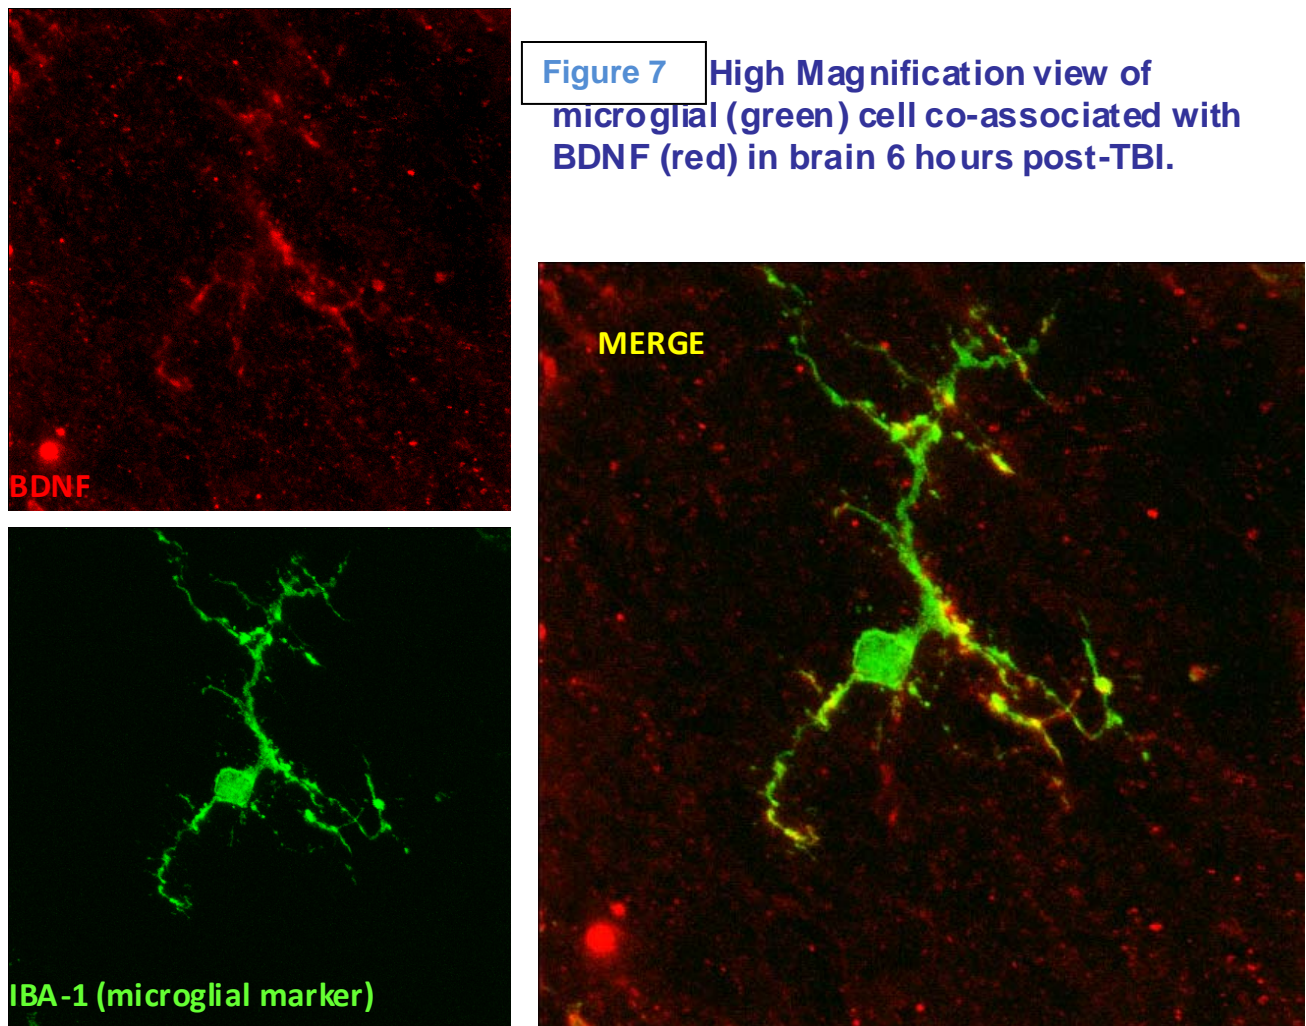 Figure 7 High Magnification view of
microglial (green) cell co-associated with
BDNF (red) in brain 6 hours post-TBI.
BDNF
MERGE
IBA-1 (microglial marker)